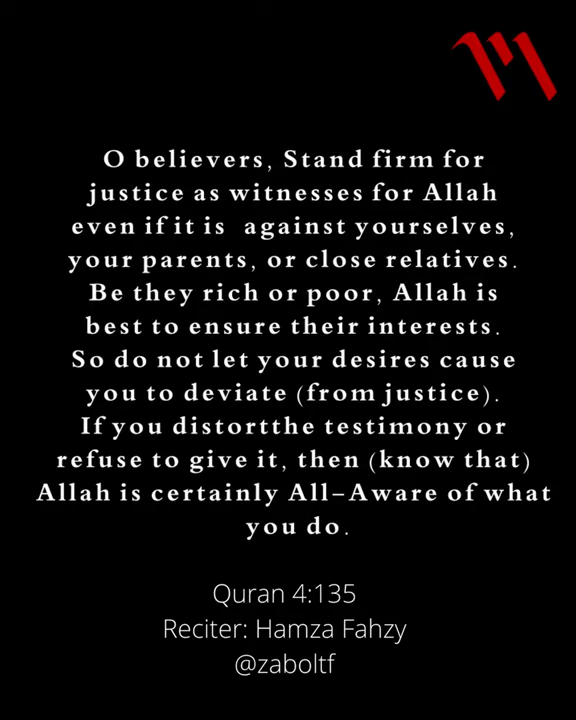 O believers, Stand firm for
justice as witnesses for Allah
even if it is against yourselves,
your parents, or close relatives.
Be they rich or poor, Allah is
best to ensure their interests.
So do not let your desires cause
you to deviate (from justice).
If you distortthe testimony or
refuse to give it, then (know that)
Allah is certainly All-Aware of what
you do.
Quran 4:135
Reciter: Hamza Fahzy
@zaboltf